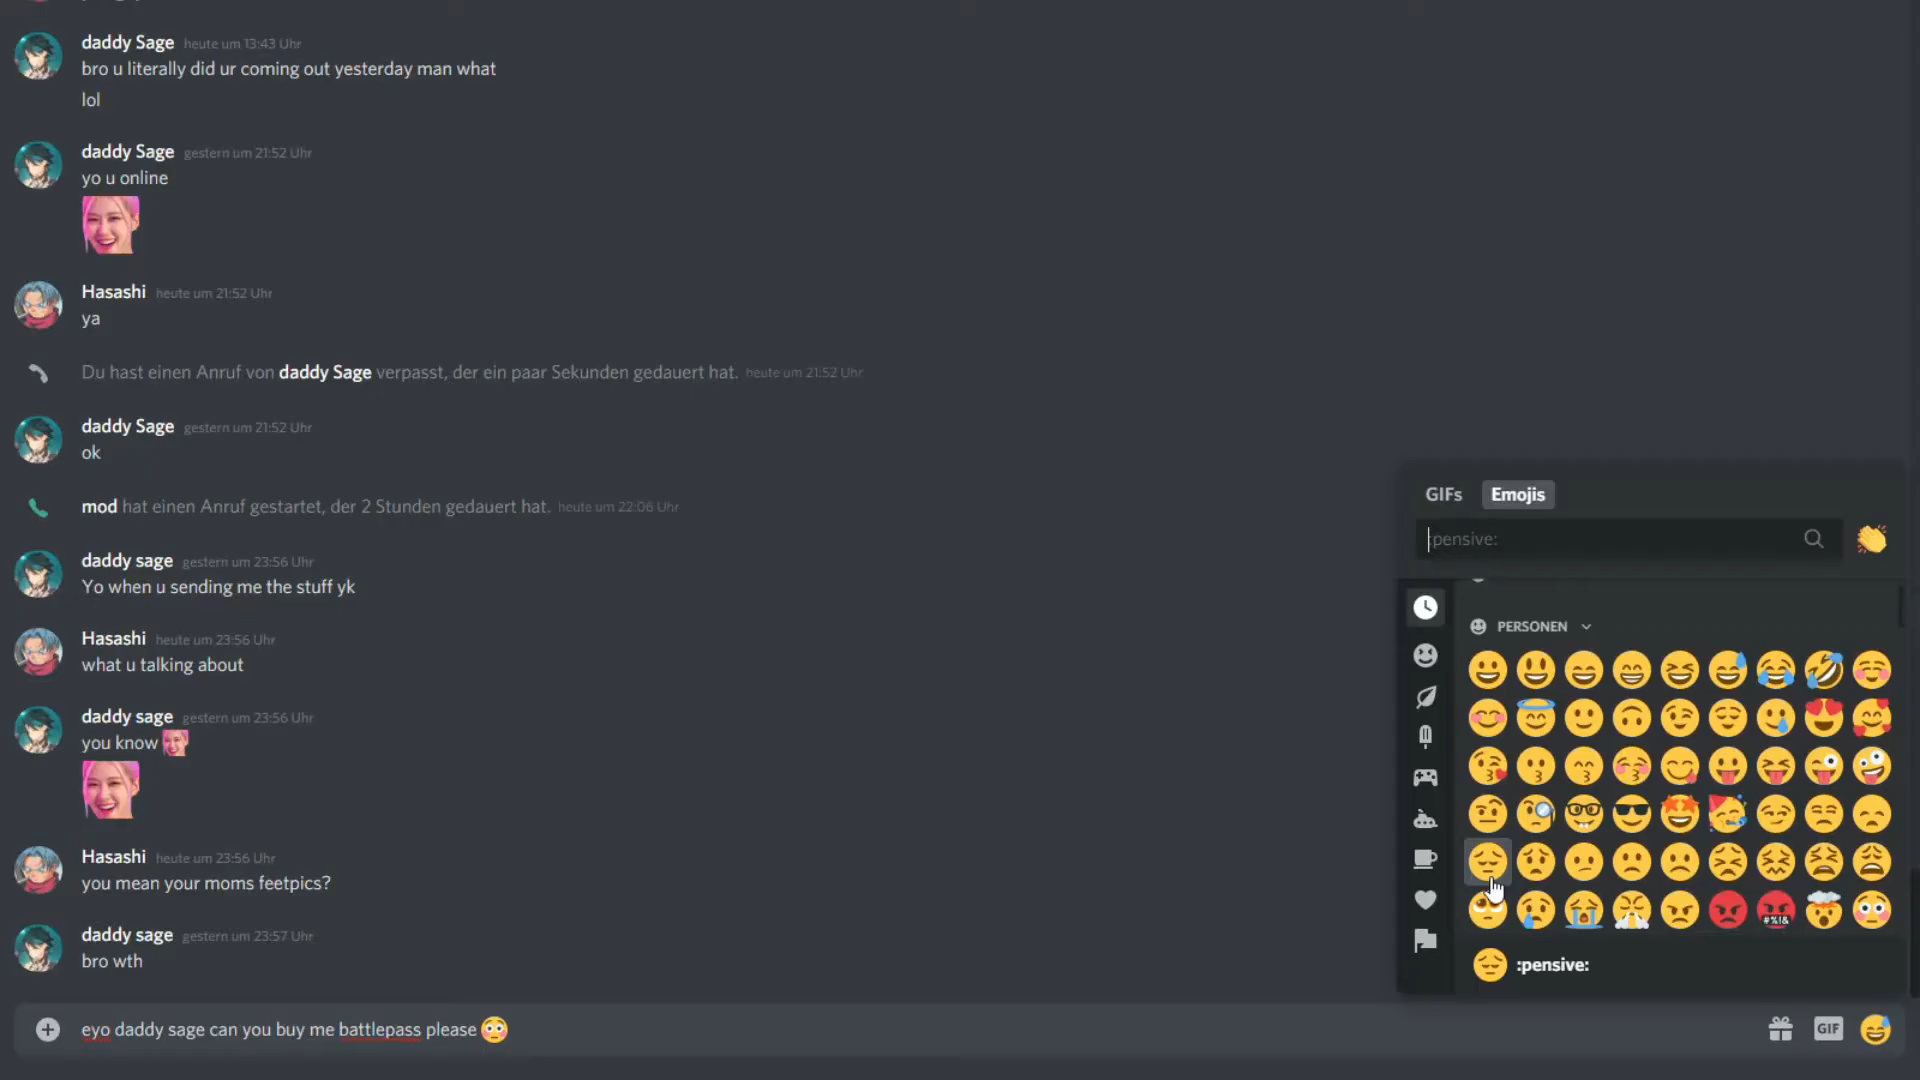 daddy Sage heute um 13:43 Uhr
bro u literally did ur coming out yesterday man what
lol
daddy Sage gestern um 21:52 Uhr
yo u online
Hasashi heute um 21:52 Uhr
ya
Du hast einen Anruf von daddy Sage verpasst, der ein paar Sekunden gedauert hat. heute um 21:52 Uhr
daddy Sage gestern um 21:52 Uhr
ok
mod hat einen Anruf gestartet, der 2 Stunden gedauert hat. heute um 22:06 Uhr
daddy sage gestern um 23:56 Uhr
Yo when u sending me the stuff yk
Hasashi heute um 23:56 Uhr
what u talking about
daddy sage gestern um 23:56 Uhr
you know
Hasashi heute um 23:56 Uhr
you mean your moms feetpics?
daddy sage gestern um 23:57 Uhr
bro wth
eyo daddy sage can you buy me battlepass please
GIF
GIFs Emojis
:pensive:
PERSONEN
#%!&
:pensive: